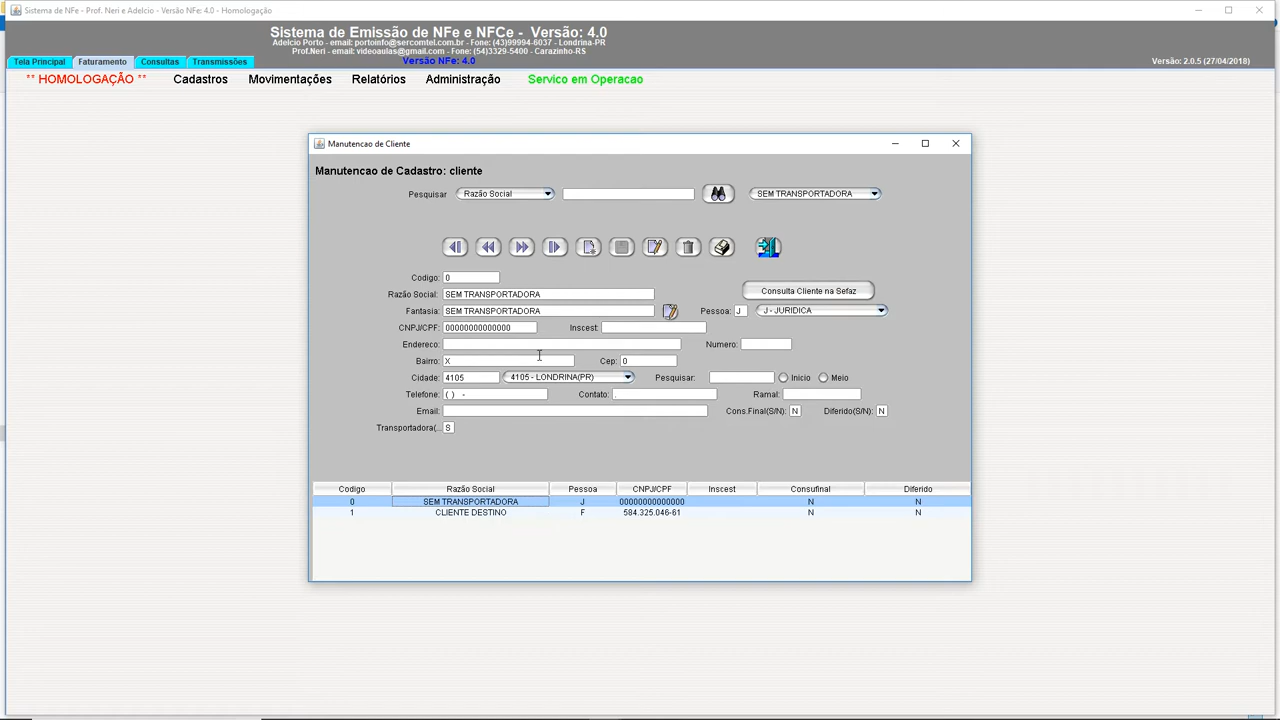 Sistema de NFe - Prof. Neri e Adelcio - Versão NFe: 4.0 - Homologação
Sistema de Emissão de NFe e NFCe - Versão: 4.0
Adelcio Porto - email: portoinfo@sercomtel.com.br - Fone: (43)99994-6037 - Londrina-PR
Prof.Neri - email: videoaulas@gmail.com - Fone: (54)3329-5400 - Carazinho-RS
Versão NFe: 4.0
Tela Principal Faturamento Consultas Transmissões
Versão: 2.0.5 (27/04/2018)
** HOMOLOGAÇÃO ** Cadastros Movimentações Relatórios Administração Servico em Operacao
Manutencao de Cliente
Manutencao de Cadastro: cliente
Pesquisar Razão Social SEM TRANSPORTADORA
Codigo: 0
Razão Social: SEM TRANSPORTADORA Consulta Cliente na Sefaz
Fantasia: SEM TRANSPORTADORA Pessoa: J J - JURIDICA
CNPJ/CPF: 00000000000000 Inscest:
Endereco: Numero:
Bairro: X Cep: 0
Cidade: 4105 4105 - LONDRINA(PR) Pesquisar: Inicio Meio
Telefone: ( ) - Contato: . Ramal:
Email: Cons.Final(S/N): N Diferido(S/N): N
Transportadora(... S
Codigo Razão Social Pessoa CNPJ/CPF Inscest Consufinal Diferido
0 SEM TRANSPORTADORA J 00000000000000 N N
1 CLIENTE DESTINO F 584.325.046-61 N N